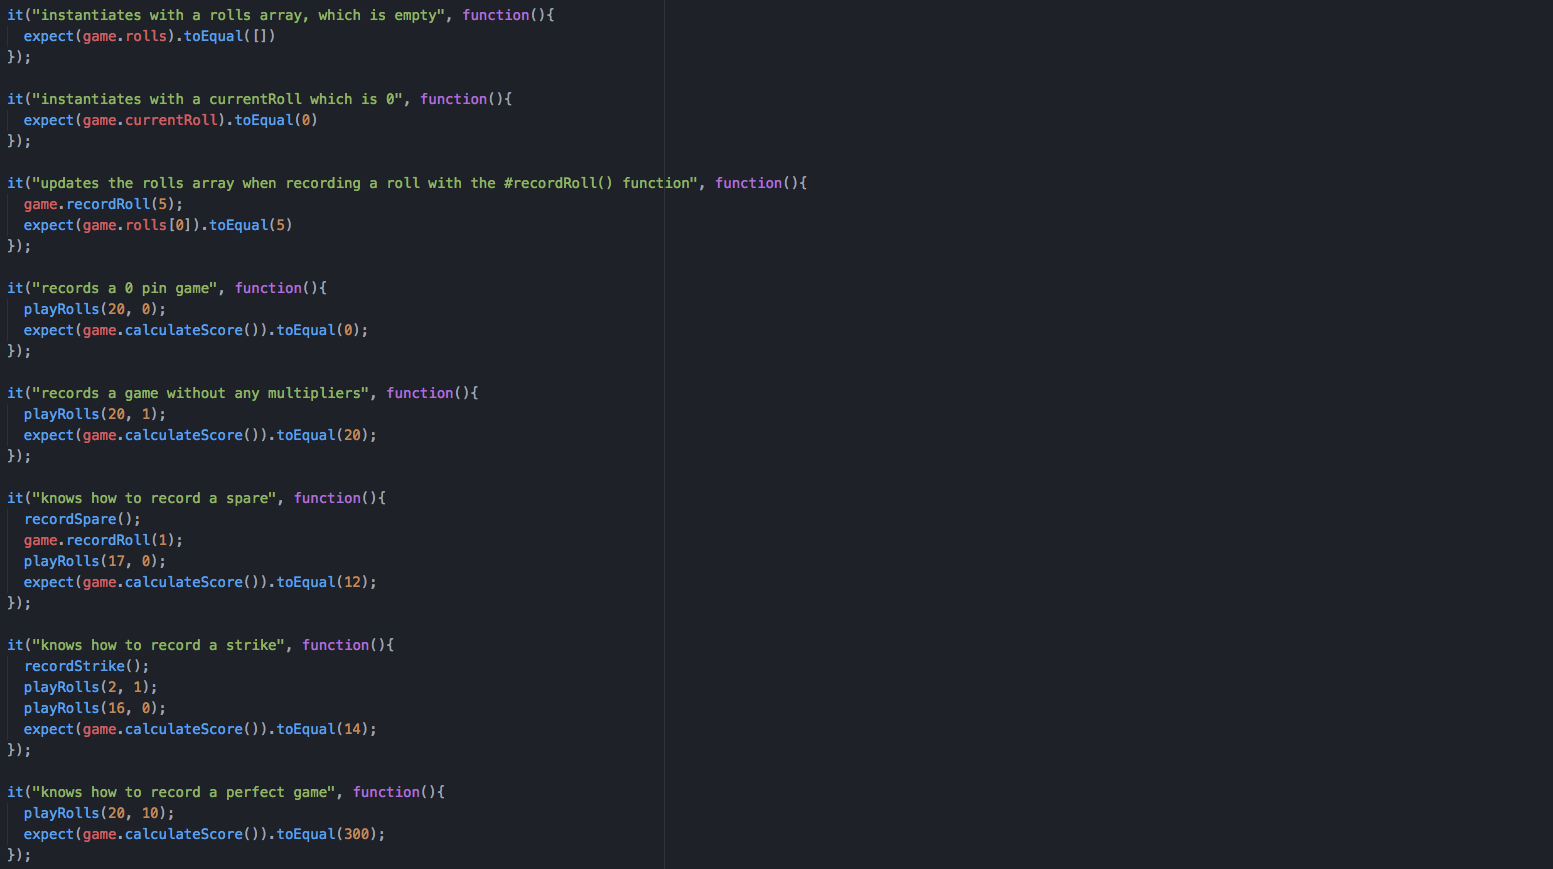 it("instantiates with a rolls array, which is empty", function(){
  expect(game.rolls).toEqual([])
});

it("instantiates with a currentRoll which is 0", function(){
  expect(game.currentRoll).toEqual(0)
});

it("updates the rolls array when recording a roll with the #recordRoll() function", function(){
  game.recordRoll(5);
  expect(game.rolls[0]).toEqual(5)
});

it("records a 0 pin game", function(){
  playRolls(20, 0);
  expect(game.calculateScore()).toEqual(0);
});

it("records a game without any multipliers", function(){
  playRolls(20, 1);
  expect(game.calculateScore()).toEqual(20);
});

it("knows how to record a spare", function(){
  recordSpare();
  game.recordRoll(1);
  playRolls(17, 0);
  expect(game.calculateScore()).toEqual(12);
});

it("knows how to record a strike", function(){
  recordStrike();
  playRolls(2, 1);
  playRolls(16, 0);
  expect(game.calculateScore()).toEqual(14);
});

it("knows how to record a perfect game", function(){
  playRolls(20, 10);
  expect(game.calculateScore()).toEqual(300);
});